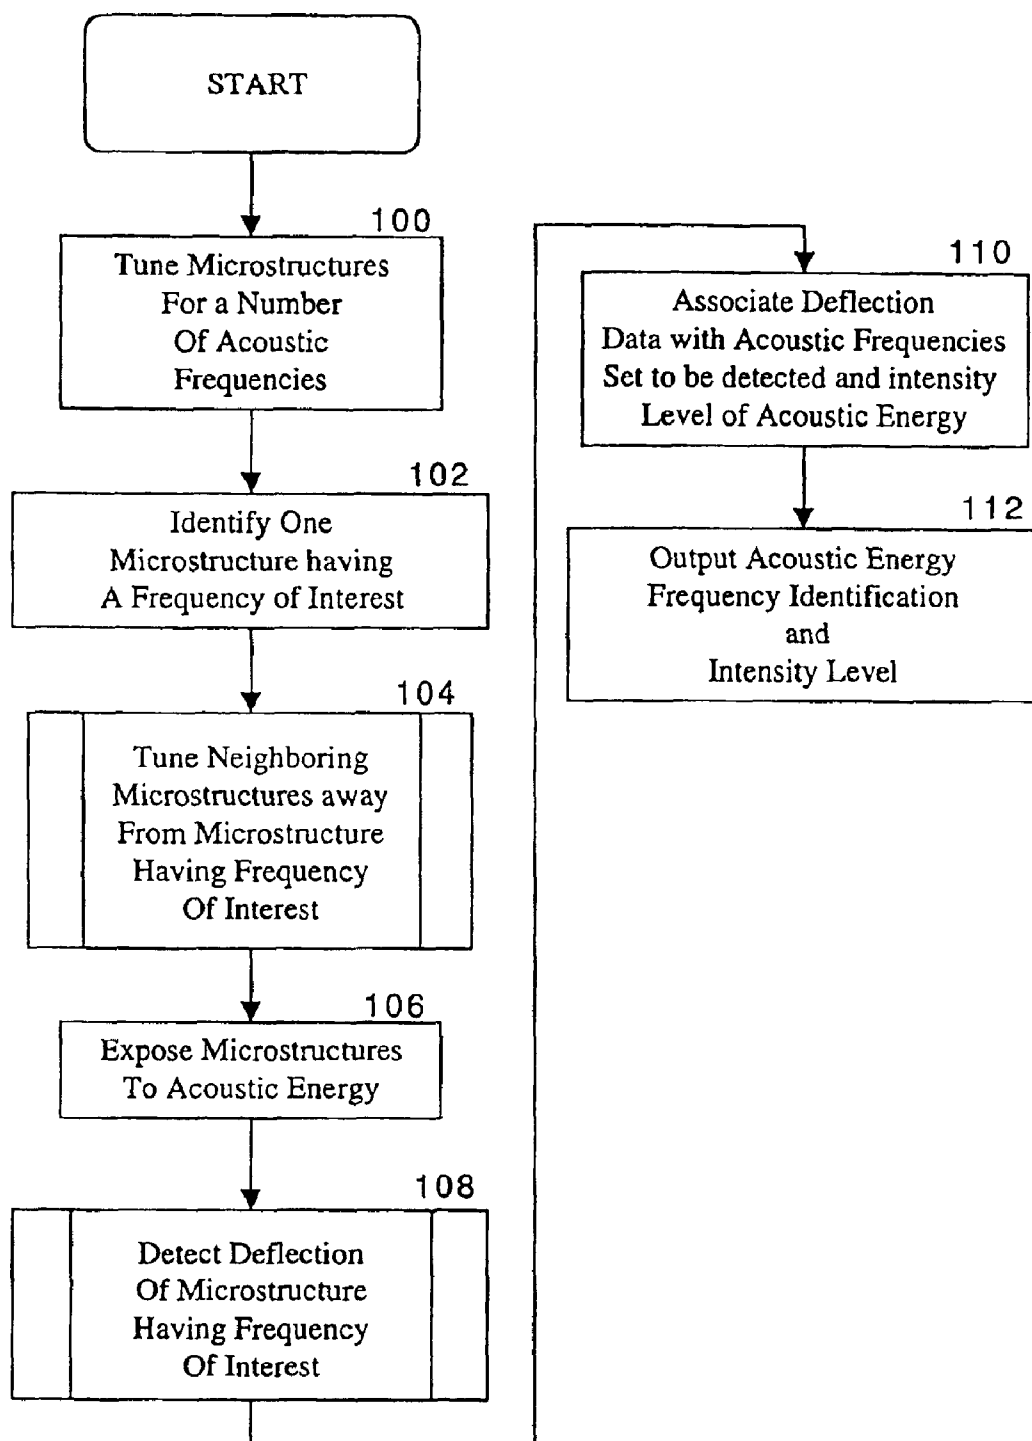 START
100
Tune Microstructures
For a Number
Of Acoustic
Frequencies
102
Identify One
Microstructure having
A Frequency of Interest
104
Tune Neighboring
Microstructures away
From Microstructure
Having Frequency
Of Interest
106
Expose Microstructures
To Acoustic Energy
108
Detect Deflection
Of Microstructure
Having Frequency
Of Interest
110
Associate Deflection
Data with Acoustic Frequencies
Set to be detected and intensity
Level of Acoustic Energy
112
Output Acoustic Energy
Frequency Identification
and
Intensity Level